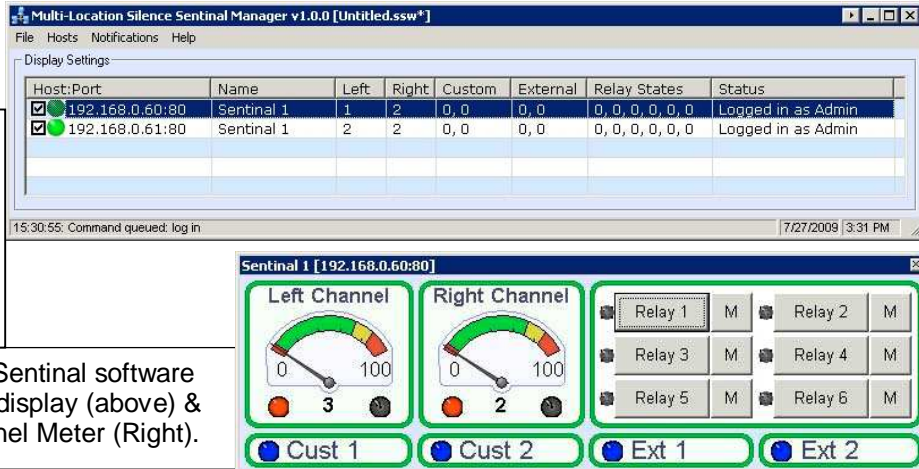 Multi-Location Silence Sentinal Manager v1.0.0 [Untitled.ssw*]
File Hosts Notifications Help
Display Settings
Host:Port Name Left Right Custom External Relay States Status
192.168.0.60:80 Sentinal 1 1 2 0, 0 0, 0 0, 0, 0, 0, 0, 0 Logged in as Admin
192.168.0.61:80 Sentinal 1 2 2 0, 0 0, 0 0, 0, 0, 0, 0, 0 Logged in as Admin
15:30:55: Command queued: log in 7/27/2009 3:31 PM
Sentinal 1 [192.168.0.60:80]
Left Channel Right Channel
0 100 0 100
3 2
Relay 1 M Relay 2 M
Relay 3 M Relay 4 M
Relay 5 M Relay 6 M
Cust 1 Cust 2 Ext 1 Ext 2
Sentinal software
display (above) &
nel Meter (Right).